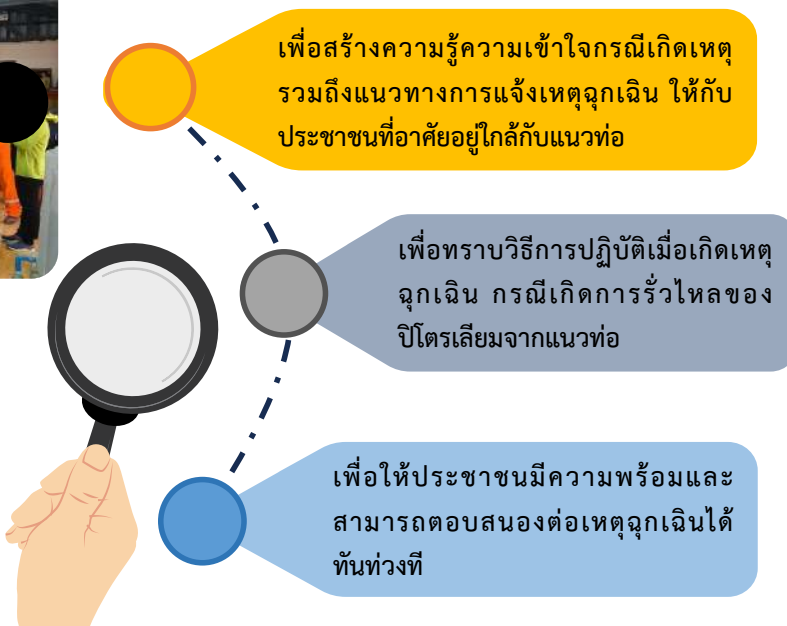 เพื่อสร้างความรู้ความเข้าใจกรณีเกิดเหตุ
รวมถึงแนวทางการแจ้งเหตุฉุกเฉิน ให้กับ
ประชาชนที่อาศัยอยู่ใกล้กับแนวท่อ
เพื่อทราบวิธีการปฏิบัติเมื่อเกิดเหตุ
ฉุกเฉิน กรณีเกิดการรั่วไหลของ
ปิโตรเลียมจากแนวท่อ
เพื่อให้ประชาชนมีความพร้อมและ
สามารถตอบสนองต่อเหตุฉุกเฉินได้
ทันท่วงที